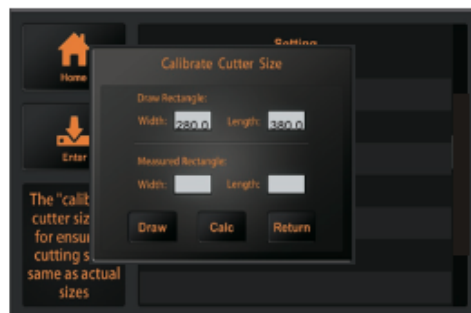 Setting
Home
Calibrate Cutter Size
Draw Rectangle:
Width: 280.0 Length: 380.0
Enter
Measured Rectangle:
Width: Length:
Draw Calc Return
The "calib
cutter siz
for ensu
cutting s
same as actual
sizes